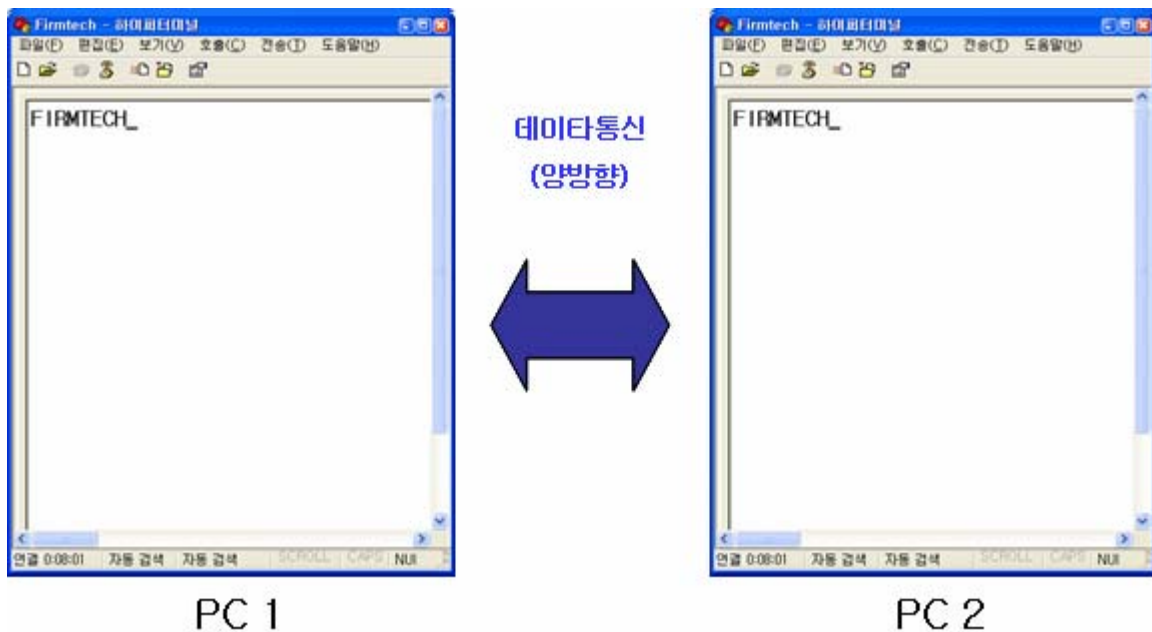 Firmtech - 하이퍼터미널
파일(F) 편집(E) 보기(V) 호출(C) 전송(T) 도움말(H)
FIRMTECH_
연결 0:08:01 자동 검색 자동 검색 SCROLL CAPS NUI
PC 1
데이타통신
(양방향)
Firmtech - 하이퍼터미널
파일(F) 편집(E) 보기(V) 호출(C) 전송(T) 도움말(H)
FIRMTECH_
연결 0:08:01 자동 검색 자동 검색 SCROLL CAPS NUI
PC 2